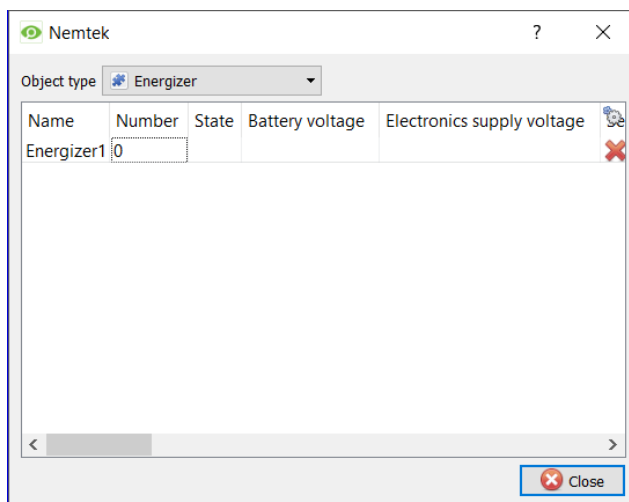 Nemtek
Object type Energizer
Name Number State Battery voltage Electronics supply voltage
Energizer1 0
Close